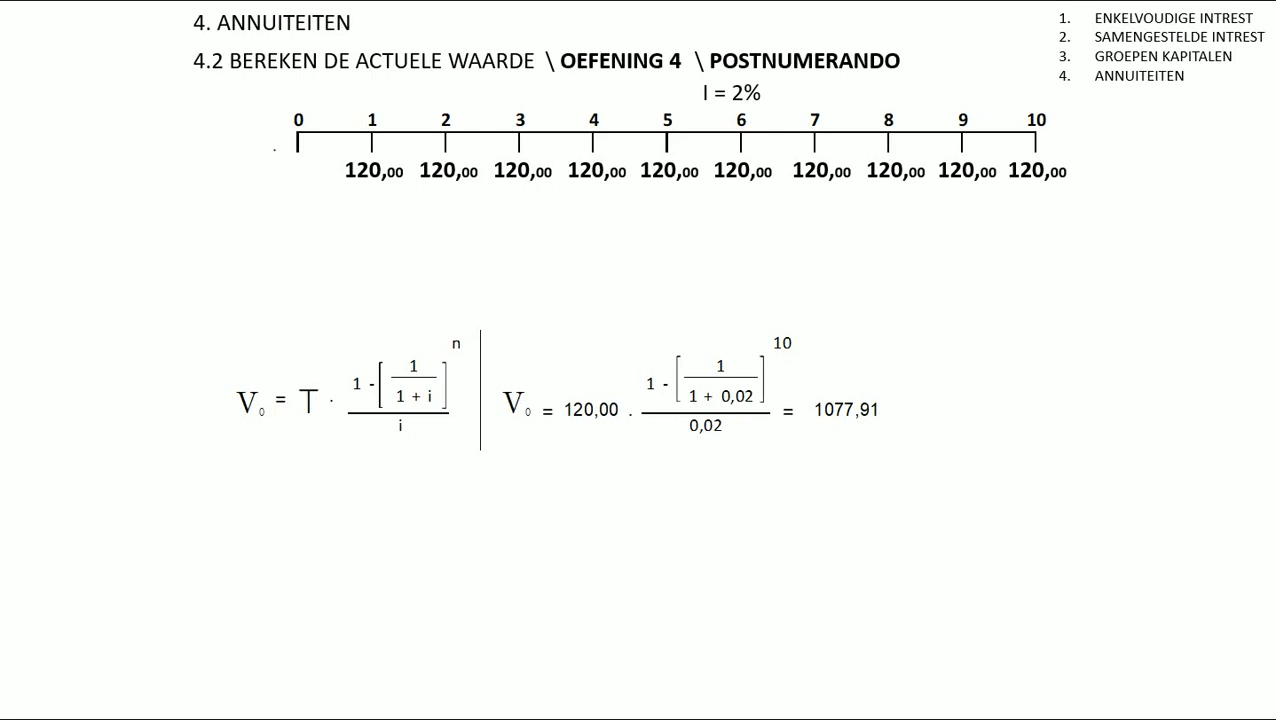 4. ANNUITEITEN
4.2 BEREKEN DE ACTUELE WAARDE \ OEFENING 4 \ POSTNUMERANDO
1. ENKELVOUDIGE INTREST
2. SAMENGESTELDE INTREST
3. GROEPEN KAPITALEN
4. ANNUITEITEN
I = 2%
0 1 2 3 4 5 6 7 8 9 10
120,00 120,00 120,00 120,00 120,00 120,00 120,00 120,00 120,00 120,00
V₀ = T . 1 - [ 1 / 1 + i ] n / i
V₀ = 120,00 . 1 - [ 1 / 1 + 0,02 ] 10 / 0,02 = 1077,91